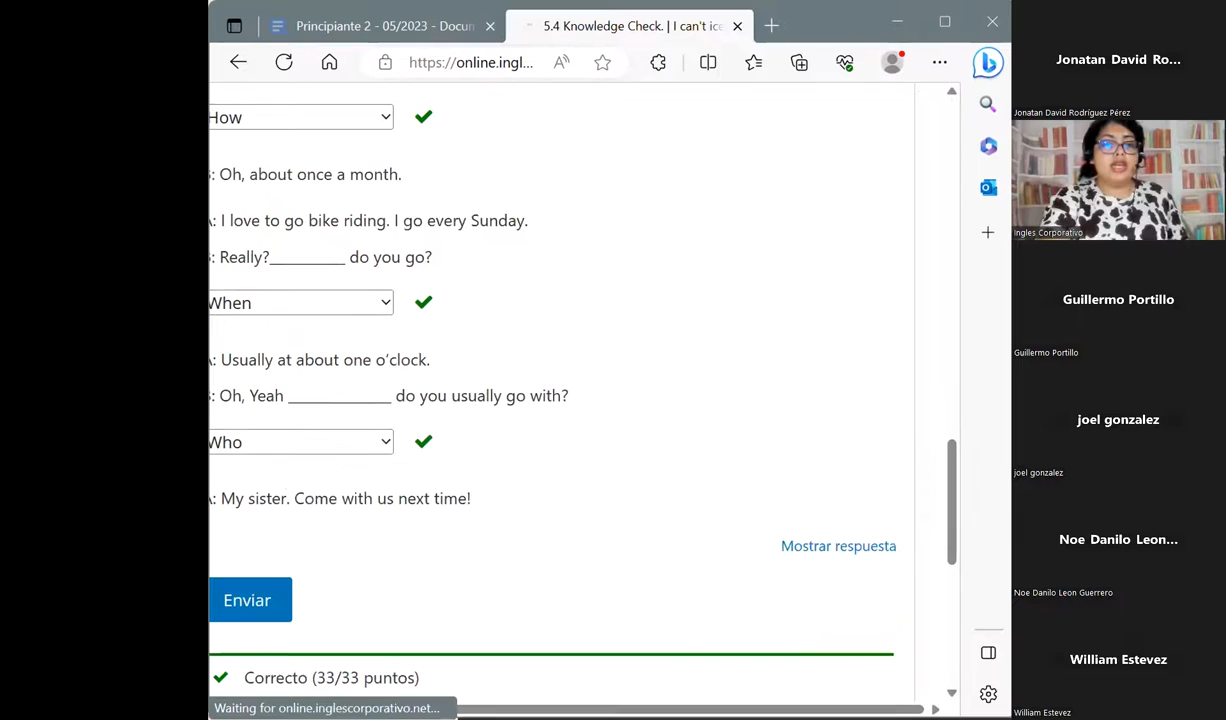 Principiante 2 - 05/2023 - Docun
5.4 Knowledge Check. | I can't ice
https://online.ingl...
How
B: Oh, about once a month.
A: I love to go bike riding. I go every Sunday.
B: Really?__________ do you go?
When
A: Usually at about one o'clock.
B: Oh, Yeah ______________ do you usually go with?
Who
A: My sister. Come with us next time!
Mostrar respuesta
Enviar
Correcto (33/33 puntos)
Waiting for online.inglescorporativo.net...
Jonatan David Ro...
Jonatan David Rodríguez Pérez
Ingles Corporativo
Guillermo Portillo
Guillermo Portillo
joel gonzalez
joel gonzalez
Noe Danilo Leon...
Noe Danilo Leon Guerrero
William Estevez
William Estevez